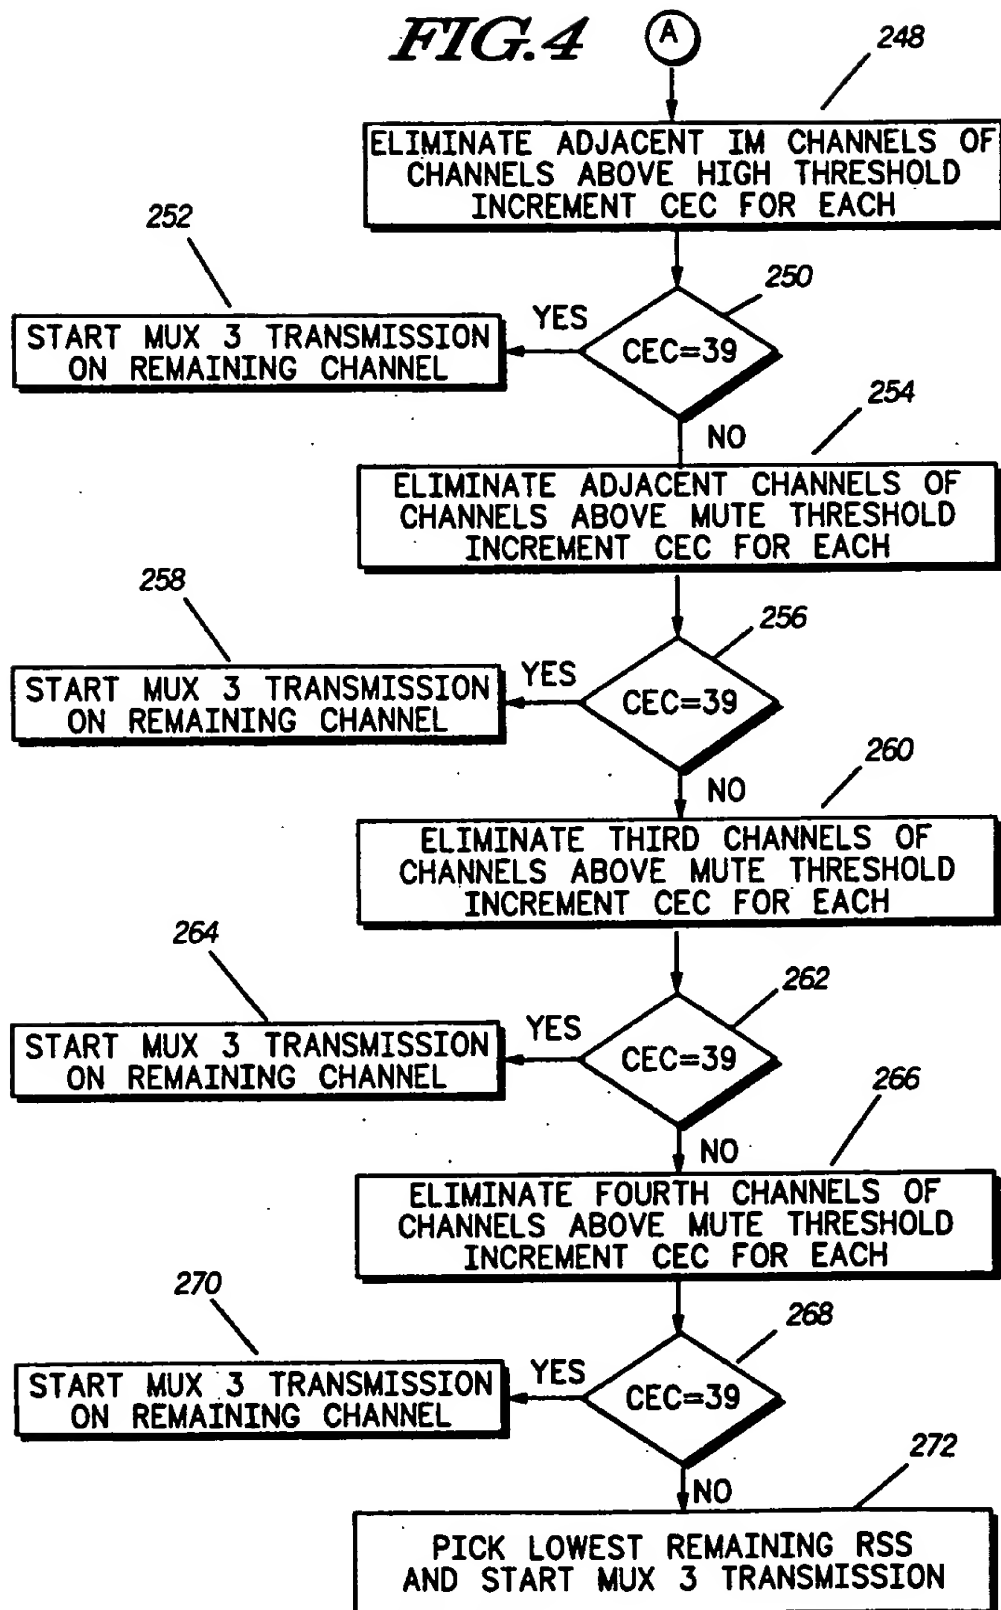 FIG.4
A
248
ELIMINATE ADJACENT IM CHANNELS OF
CHANNELS ABOVE HIGH THRESHOLD
INCREMENT CEC FOR EACH
252
250
YES
START MUX 3 TRANSMISSION
ON REMAINING CHANNEL
CEC=39
254
NO
ELIMINATE ADJACENT CHANNELS OF
CHANNELS ABOVE MUTE THRESHOLD
INCREMENT CEC FOR EACH
258
256
YES
START MUX 3 TRANSMISSION
ON REMAINING CHANNEL
CEC=39
260
NO
ELIMINATE THIRD CHANNELS OF
CHANNELS ABOVE MUTE THRESHOLD
INCREMENT CEC FOR EACH
264
262
YES
START MUX 3 TRANSMISSION
ON REMAINING CHANNEL
CEC=39
266
NO
ELIMINATE FOURTH CHANNELS OF
CHANNELS ABOVE MUTE THRESHOLD
INCREMENT CEC FOR EACH
270
268
YES
START MUX 3 TRANSMISSION
ON REMAINING CHANNEL
CEC=39
272
NO
PICK LOWEST REMAINING RSS
AND START MUX 3 TRANSMISSION